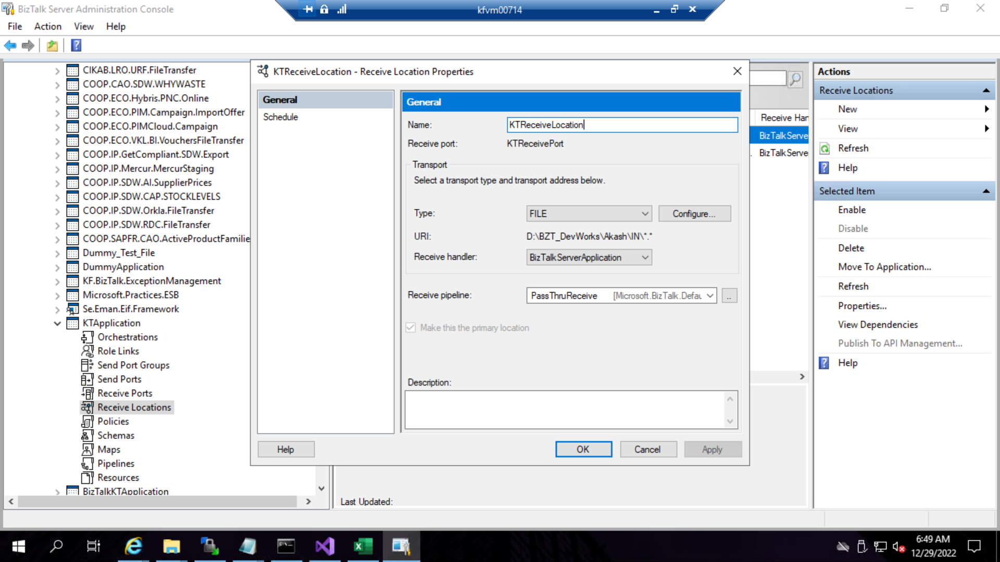 BizTalk Server Administration Console
kfvm00714
File Action View Help
CIKAB.LRO.URF.FileTransfer
COOP.CAO.SDW.WHYWASTE
COOP.ECO.Hybris.PNC.Online
COOP.ECO.PIM.Campaign.ImportOffer
COOP.ECO.PIMCloud.Campaign
COOP.ECO.VKL.BI.VouchersFileTransfer
COOP.IP.GetCompliant.SDW.Export
COOP.IP.Mercur.MercurStaging
COOP.IP.SDW.AI.SupplierPrices
COOP.IP.SDW.CAP.STOCKLEVELS
COOP.IP.SDW.Orkla.FileTransfer
COOP.IP.SDW.RDC.FileTransfer
COOP.SAPFR.CAO.ActiveProductFamilie
Dummy_Test_File
DummyApplication
KF.BizTalk.ExceptionManagement
Microsoft.Practices.ESB
Se.Eman.Eif.Framework
KTApplication
Orchestrations
Role Links
Send Port Groups
Send Ports
Receive Ports
Receive Locations
Policies
Schemas
Maps
Pipelines
Resources
BizTalkKTApplication
KTReceiveLocation - Receive Location Properties
General
Schedule
General
Name: KTReceiveLocation
Receive port: KTReceivePort
Transport
Select a transport type and transport address below.
Type: FILE Configure...
URI: D:\BZT_DevWorks\Akash\IN\*.*
Receive handler: BizTalkServerApplication
Receive pipeline: PassThruReceive [Microsoft.BizTalk.Defau ..
Make this the primary location
Description:
Help OK Cancel Apply
Receive Han
BizTalkServe
. BizTalkServe
Last Updated:
Actions
Receive Locations
New
View
Refresh
Help
Selected Item
Enable
Disable
Delete
Move To Application...
Refresh
Properties...
View Dependencies
Publish To API Management...
Help
6:49 AM
12/29/2022